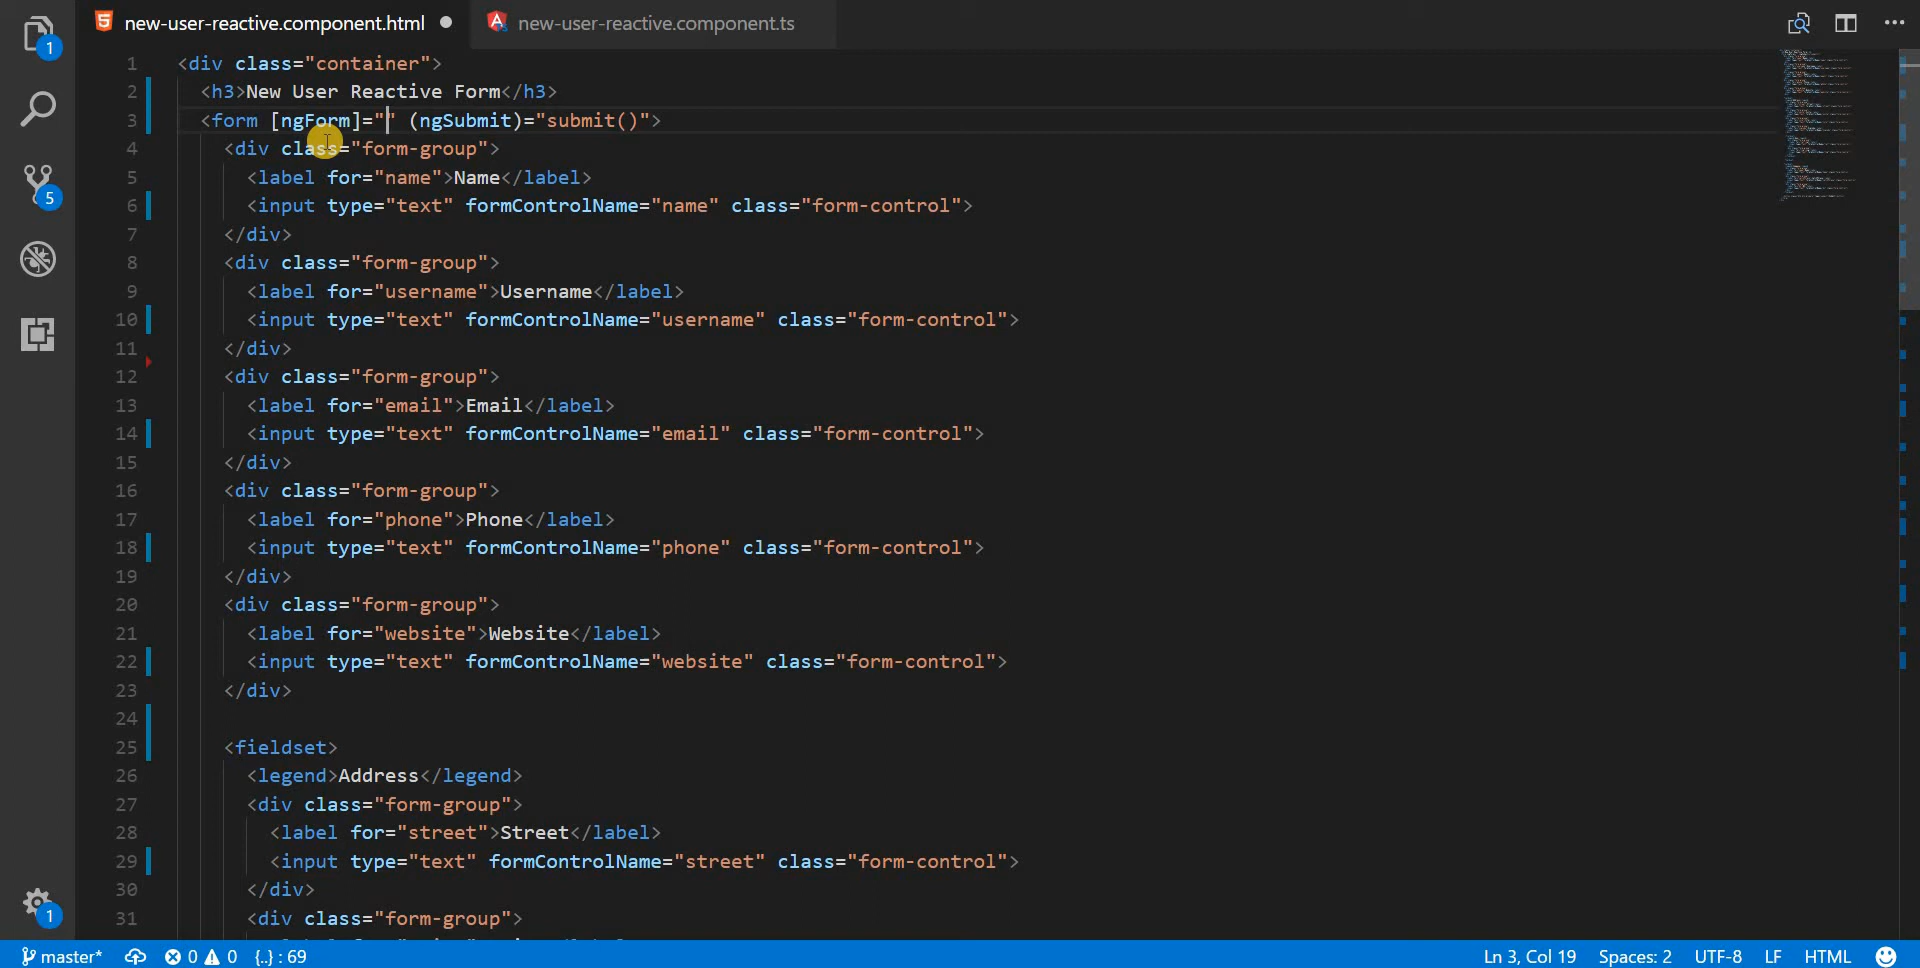 new-user-reactive.component.html
new-user-reactive.component.ts
1 <div class="container">
2 <h3>New User Reactive Form</h3>
3 <form [ngForm]="" (ngSubmit)="submit()">
4 <div class="form-group">
5 <label for="name">Name</label>
6 <input type="text" formControlName="name" class="form-control">
7 </div>
8 <div class="form-group">
9 <label for="username">Username</label>
10 <input type="text" formControlName="username" class="form-control">
11 </div>
12 <div class="form-group">
13 <label for="email">Email</label>
14 <input type="text" formControlName="email" class="form-control">
15 </div>
16 <div class="form-group">
17 <label for="phone">Phone</label>
18 <input type="text" formControlName="phone" class="form-control">
19 </div>
20 <div class="form-group">
21 <label for="website">Website</label>
22 <input type="text" formControlName="website" class="form-control">
23 </div>
24
25 <fieldset>
26 <legend>Address</legend>
27 <div class="form-group">
28 <label for="street">Street</label>
29 <input type="text" formControlName="street" class="form-control">
30 </div>
31 <div class="form-group">
1
5
1
master* 0 0 {..} : 69 Ln 3, Col 19 Spaces: 2 UTF-8 LF HTML